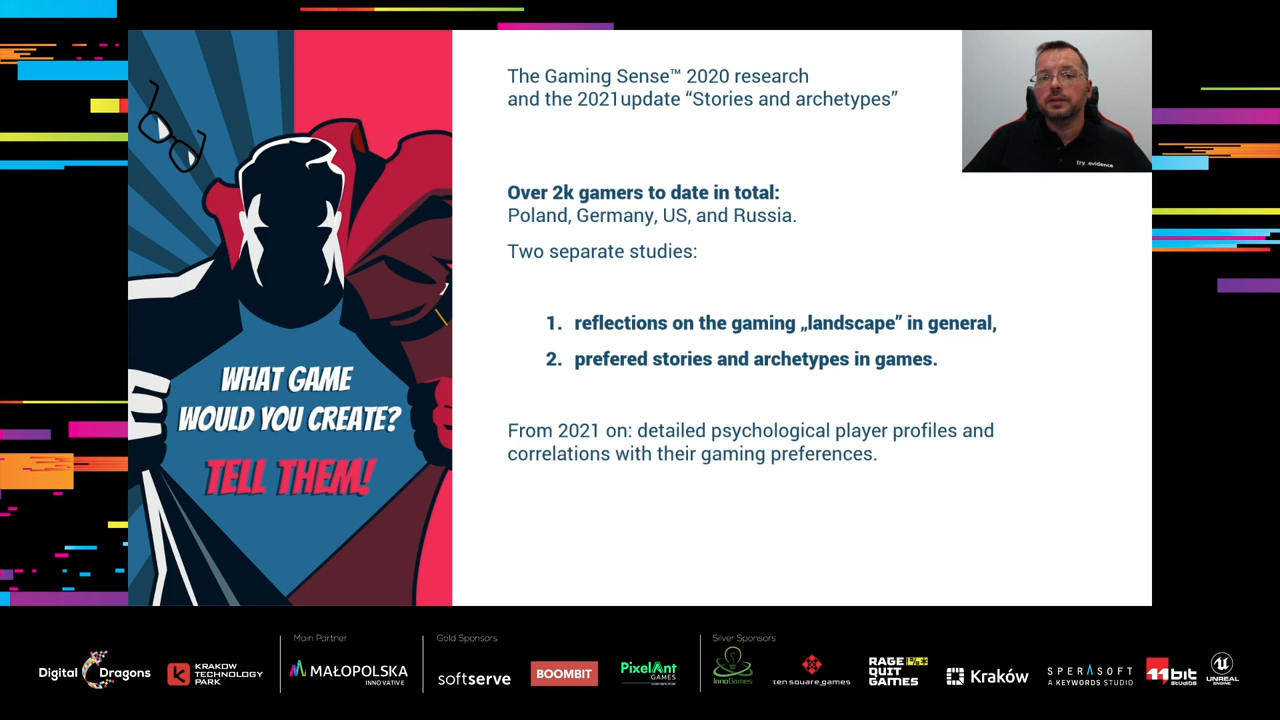 The Gaming Sense™ 2020 research
and the 2021update “Stories and archetypes”
try. evidence
Over 2k gamers to date in total:
Poland, Germany, US, and Russia.
Two separate studies:
1. reflections on the gaming „landscape” in general,
2. prefered stories and archetypes in games.
From 2021 on: detailed psychological player profiles and
correlations with their gaming preferences.
WHAT GAME
WOULD YOU CREATE?
TELL THEM!
Main Partner
Gold Sponsors
Silver Sponsors
Digital Dragons
KRAKOW
TECHNOLOGY
PARK
MAŁOPOLSKA
INNOVATIVE
softserve
BOOMBIT
PixelAnt
GAMES
InnoGames
ten square games
RAGE
QUIT
GAMES
Kraków
SPERASOFT
A KEYWORDS STUDIO
11bit
STUDIOS
UNREAL
ENGINE